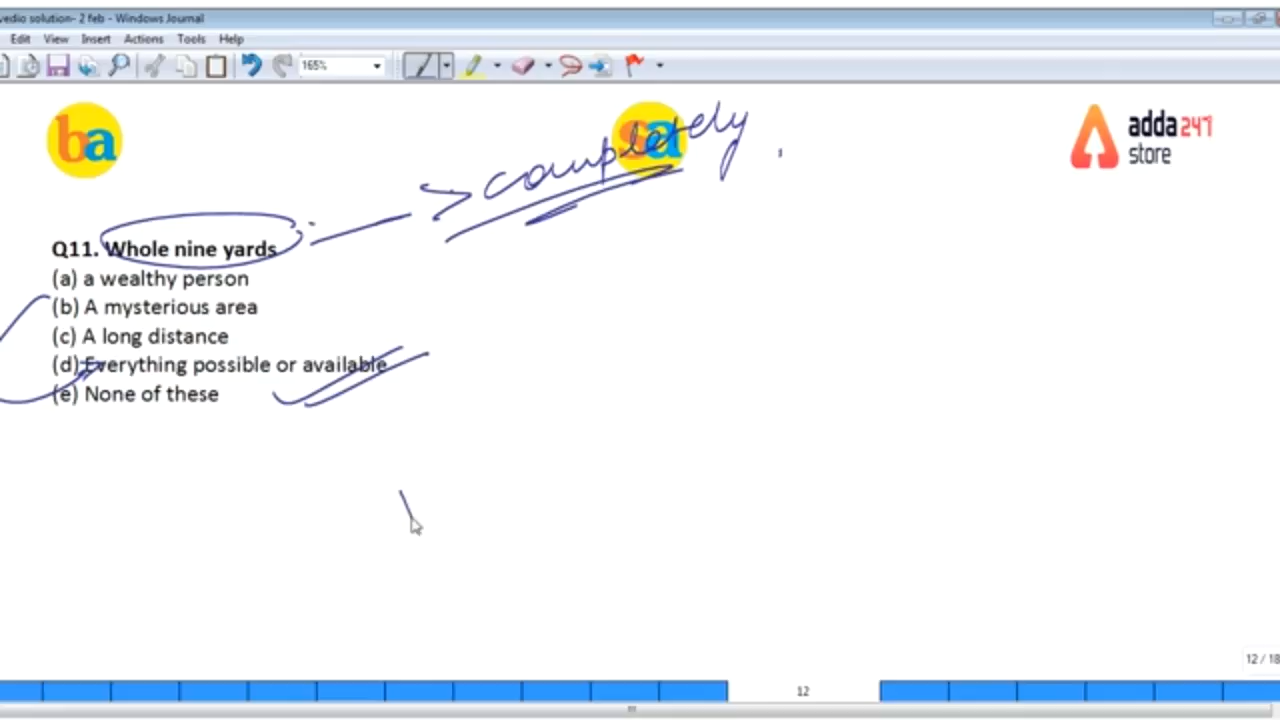 vedio solution- 2 feb - Windows Journal
Edit View Insert Actions Tools Help
165%
ba
sa
adda 247
store
completely
Q11. Whole nine yards
(a) a wealthy person
(b) A mysterious area
(c) A long distance
(d) Everything possible or available
(e) None of these
12 / 18
12